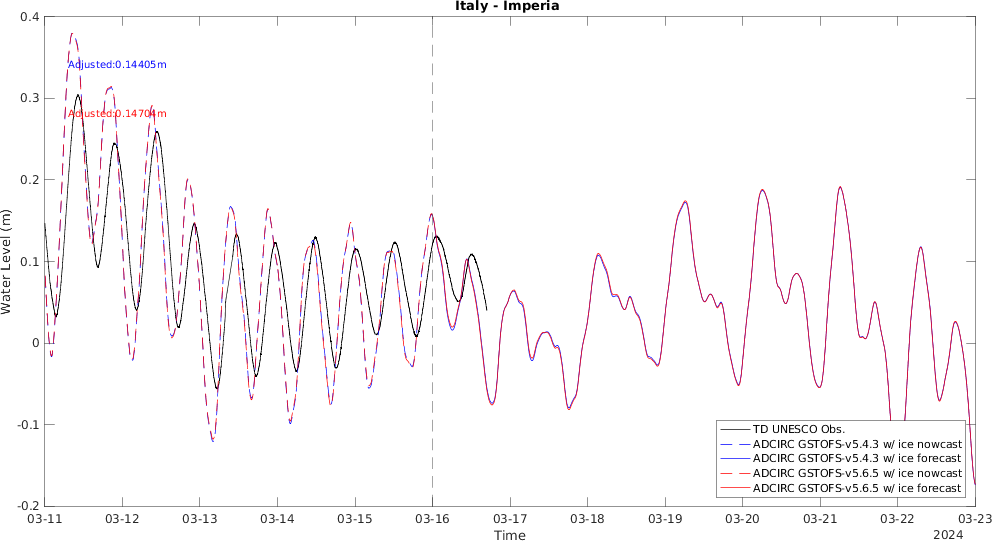 Italy - Imperia
Water Level (m)
0.4
0.3
0.2
0.1
0
-0.1
-0.2
Adjusted:0.14405m
Adjusted:0.14704m
TD UNESCO Obs.
ADCIRC GSTOFS-v5.4.3 w/ ice nowcast
ADCIRC GSTOFS-v5.4.3 w/ ice forecast
ADCIRC GSTOFS-v5.6.5 w/ ice nowcast
ADCIRC GSTOFS-v5.6.5 w/ ice forecast
03-11 03-12 03-13 03-14 03-15 03-16 03-17 03-18 03-19 03-20 03-21 03-22 03-23
Time
2024